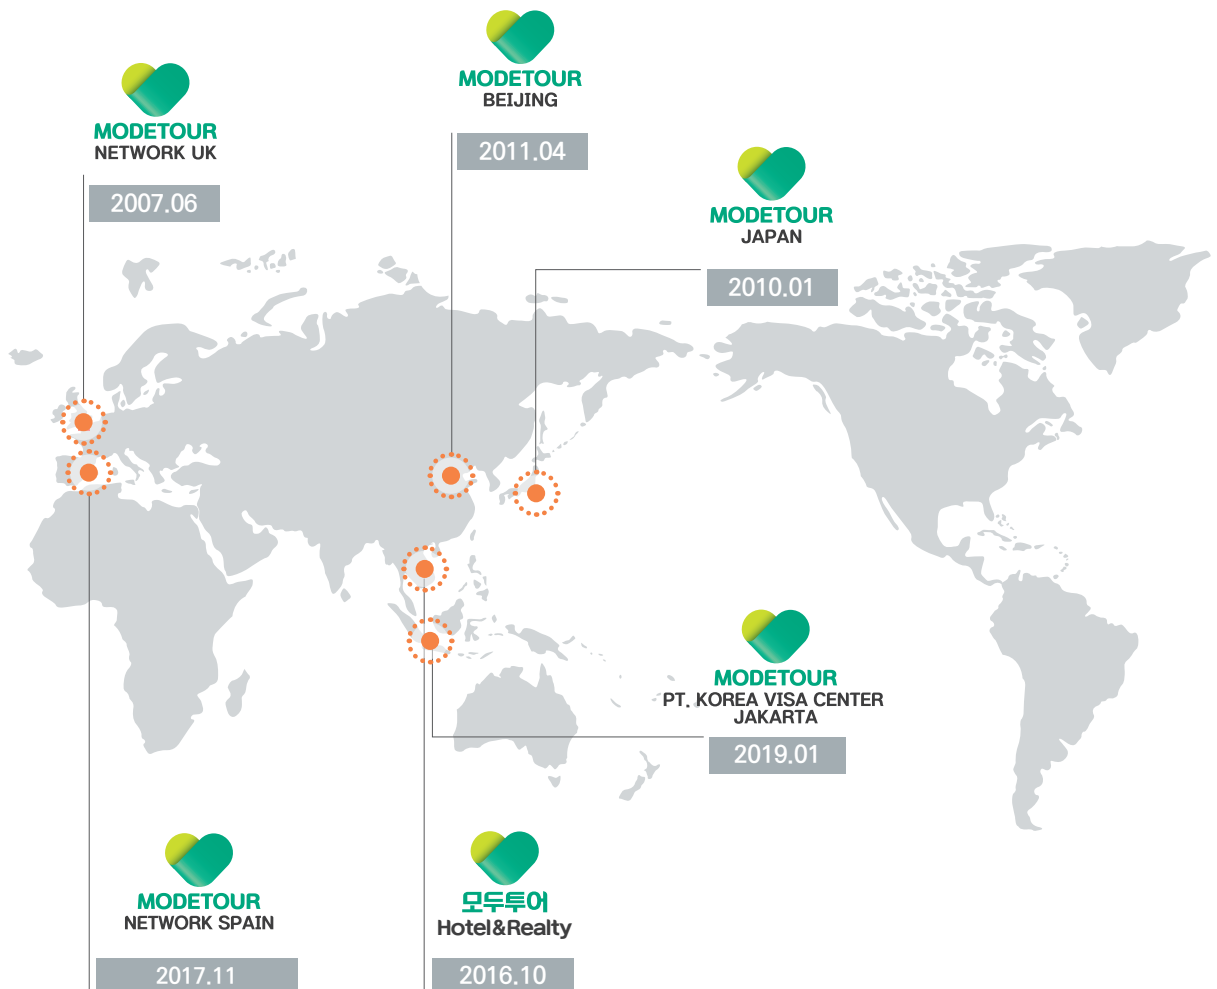 MODETOUR
BEIJING
2011.04
MODETOUR
NETWORK UK
2007.06
MODETOUR
JAPAN
2010.01
MODETOUR
PT. KOREA VISA CENTER
JAKARTA
2019.01
MODETOUR
NETWORK SPAIN
2017.11
모두투어
Hotel&Realty
2016.10